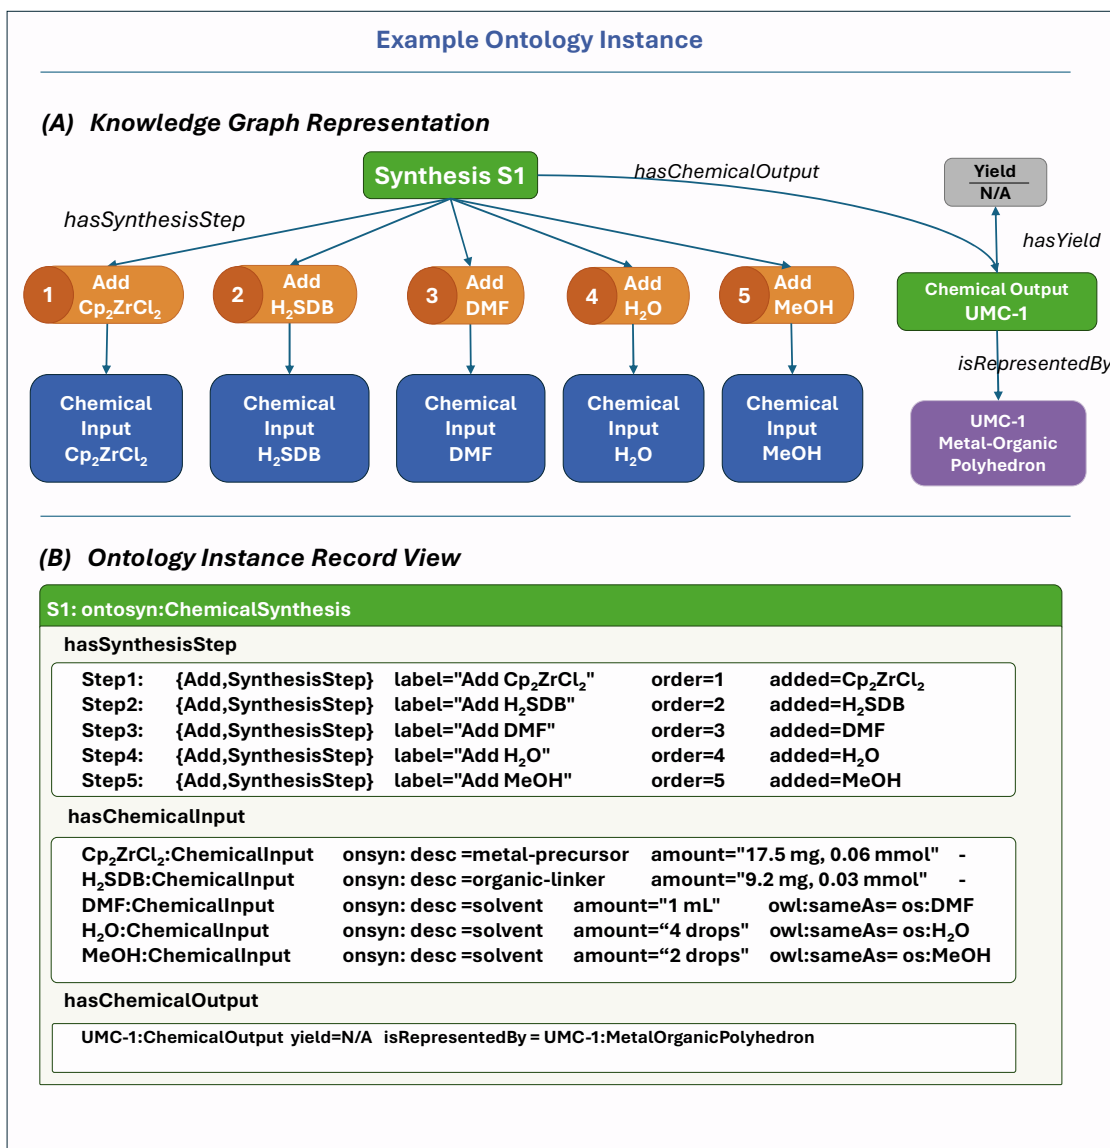 Example Ontology Instance
(A) Knowledge Graph Representation
Synthesis S1
hasChemicalOutput
Yield
N/A
hasSynthesisStep
hasYield
1
Add
Cp₂ZrCl₂
2
Add
H₂SDB
3
Add
DMF
4
Add
H₂O
5
Add
MeOH
Chemical Output
UMC-1
isRepresentedBy
Chemical
Input
Cp₂ZrCl₂
Chemical
Input
H₂SDB
Chemical
Input
DMF
Chemical
Input
H₂O
Chemical
Input
MeOH
UMC-1
Metal-Organic
Polyhedron
(B) Ontology Instance Record View
S1: ontosyn:ChemicalSynthesis
hasSynthesisStep
Step1: {Add,SynthesisStep} label="Add Cp₂ZrCl₂" order=1 added=Cp₂ZrCl₂
Step2: {Add,SynthesisStep} label="Add H₂SDB" order=2 added=H₂SDB
Step3: {Add,SynthesisStep} label="Add DMF" order=3 added=DMF
Step4: {Add,SynthesisStep} label="Add H₂O" order=4 added=H₂O
Step5: {Add,SynthesisStep} label="Add MeOH" order=5 added=MeOH
hasChemicalInput
Cp₂ZrCl₂:ChemicalInput onsyn: desc =metal-precursor amount="17.5 mg, 0.06 mmol" -
H₂SDB:ChemicalInput onsyn: desc =organic-linker amount="9.2 mg, 0.03 mmol" -
DMF:ChemicalInput onsyn: desc =solvent amount="1 mL" owl:sameAs= os:DMF
H₂O:ChemicalInput onsyn: desc =solvent amount=“4 drops" owl:sameAs= os:H₂O
MeOH:ChemicalInput onsyn: desc =solvent amount=“2 drops" owl:sameAs= os:MeOH
hasChemicalOutput
UMC-1:ChemicalOutput yield=N/A isRepresentedBy = UMC-1:MetalOrganicPolyhedron